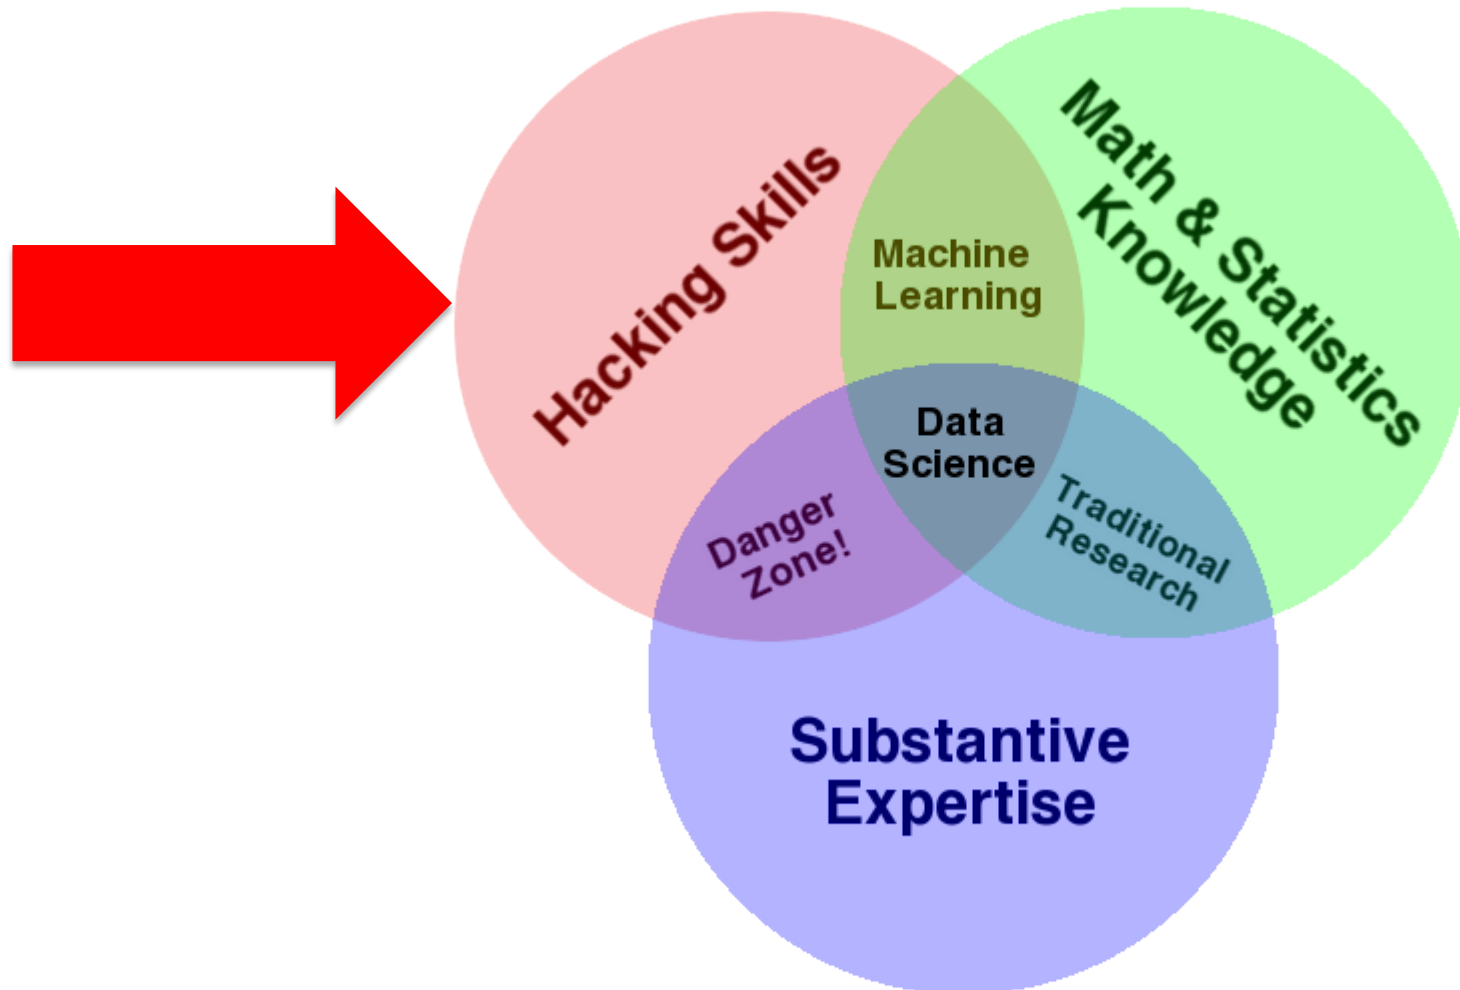 Hacking Skills
Math & Statistics
Knowledge
Machine
Learning
Data
Science
Danger
Zone!
Traditional
Research
Substantive
Expertise